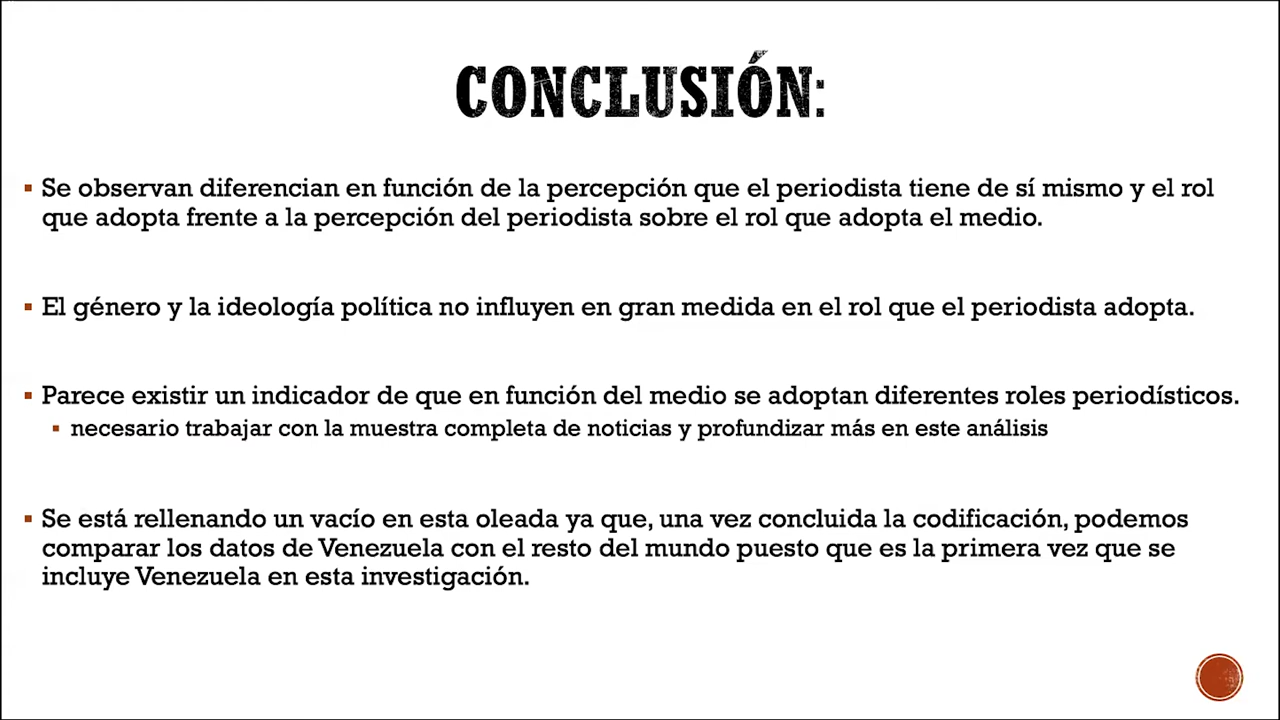 CONCLUSIÓN:
▪ Se observan diferencian en función de la percepción que el periodista tiene de sí mismo y el rol
que adopta frente a la percepción del periodista sobre el rol que adopta el medio.
▪ El género y la ideología política no influyen en gran medida en el rol que el periodista adopta.
▪ Parece existir un indicador de que en función del medio se adoptan diferentes roles periodísticos.
▪ necesario trabajar con la muestra completa de noticias y profundizar más en este análisis
▪ Se está rellenando un vacío en esta oleada ya que, una vez concluida la codificación, podemos
comparar los datos de Venezuela con el resto del mundo puesto que es la primera vez que se
incluye Venezuela en esta investigación.